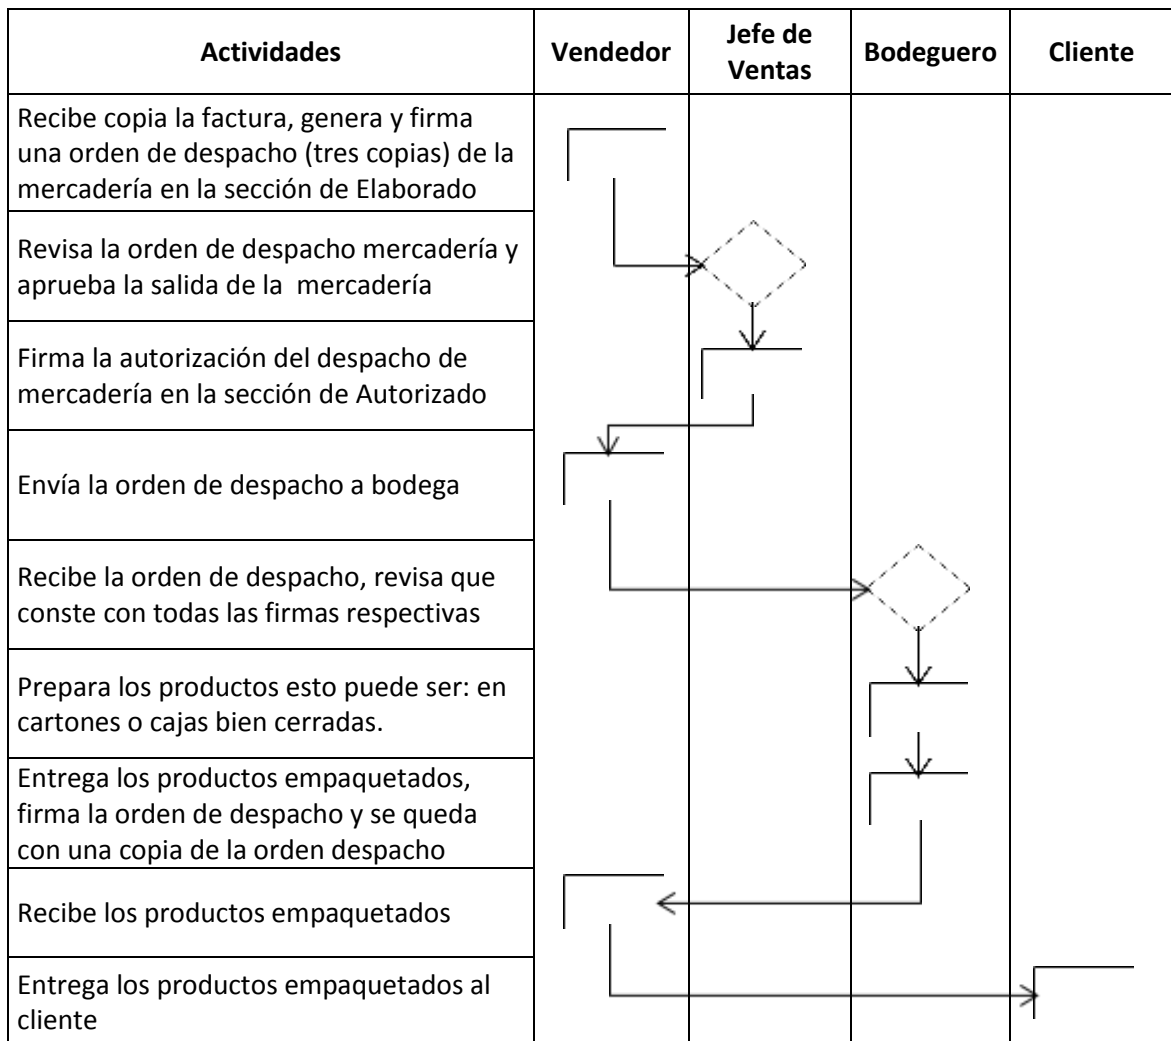 Actividades
Vendedor
Jefe de
Ventas
Bodeguero
Cliente
Recibe copia la factura, genera y firma
una orden de despacho (tres copias) de la
mercadería en la sección de Elaborado
Revisa la orden de despacho mercadería y
aprueba la salida de la mercadería
Firma la autorización del despacho de
mercadería en la sección de Autorizado
Envía la orden de despacho a bodega
Recibe la orden de despacho, revisa que
conste con todas las firmas respectivas
Prepara los productos esto puede ser: en
cartones o cajas bien cerradas.
Entrega los productos empaquetados,
firma la orden de despacho y se queda
con una copia de la orden despacho
Recibe los productos empaquetados
Entrega los productos empaquetados al
cliente